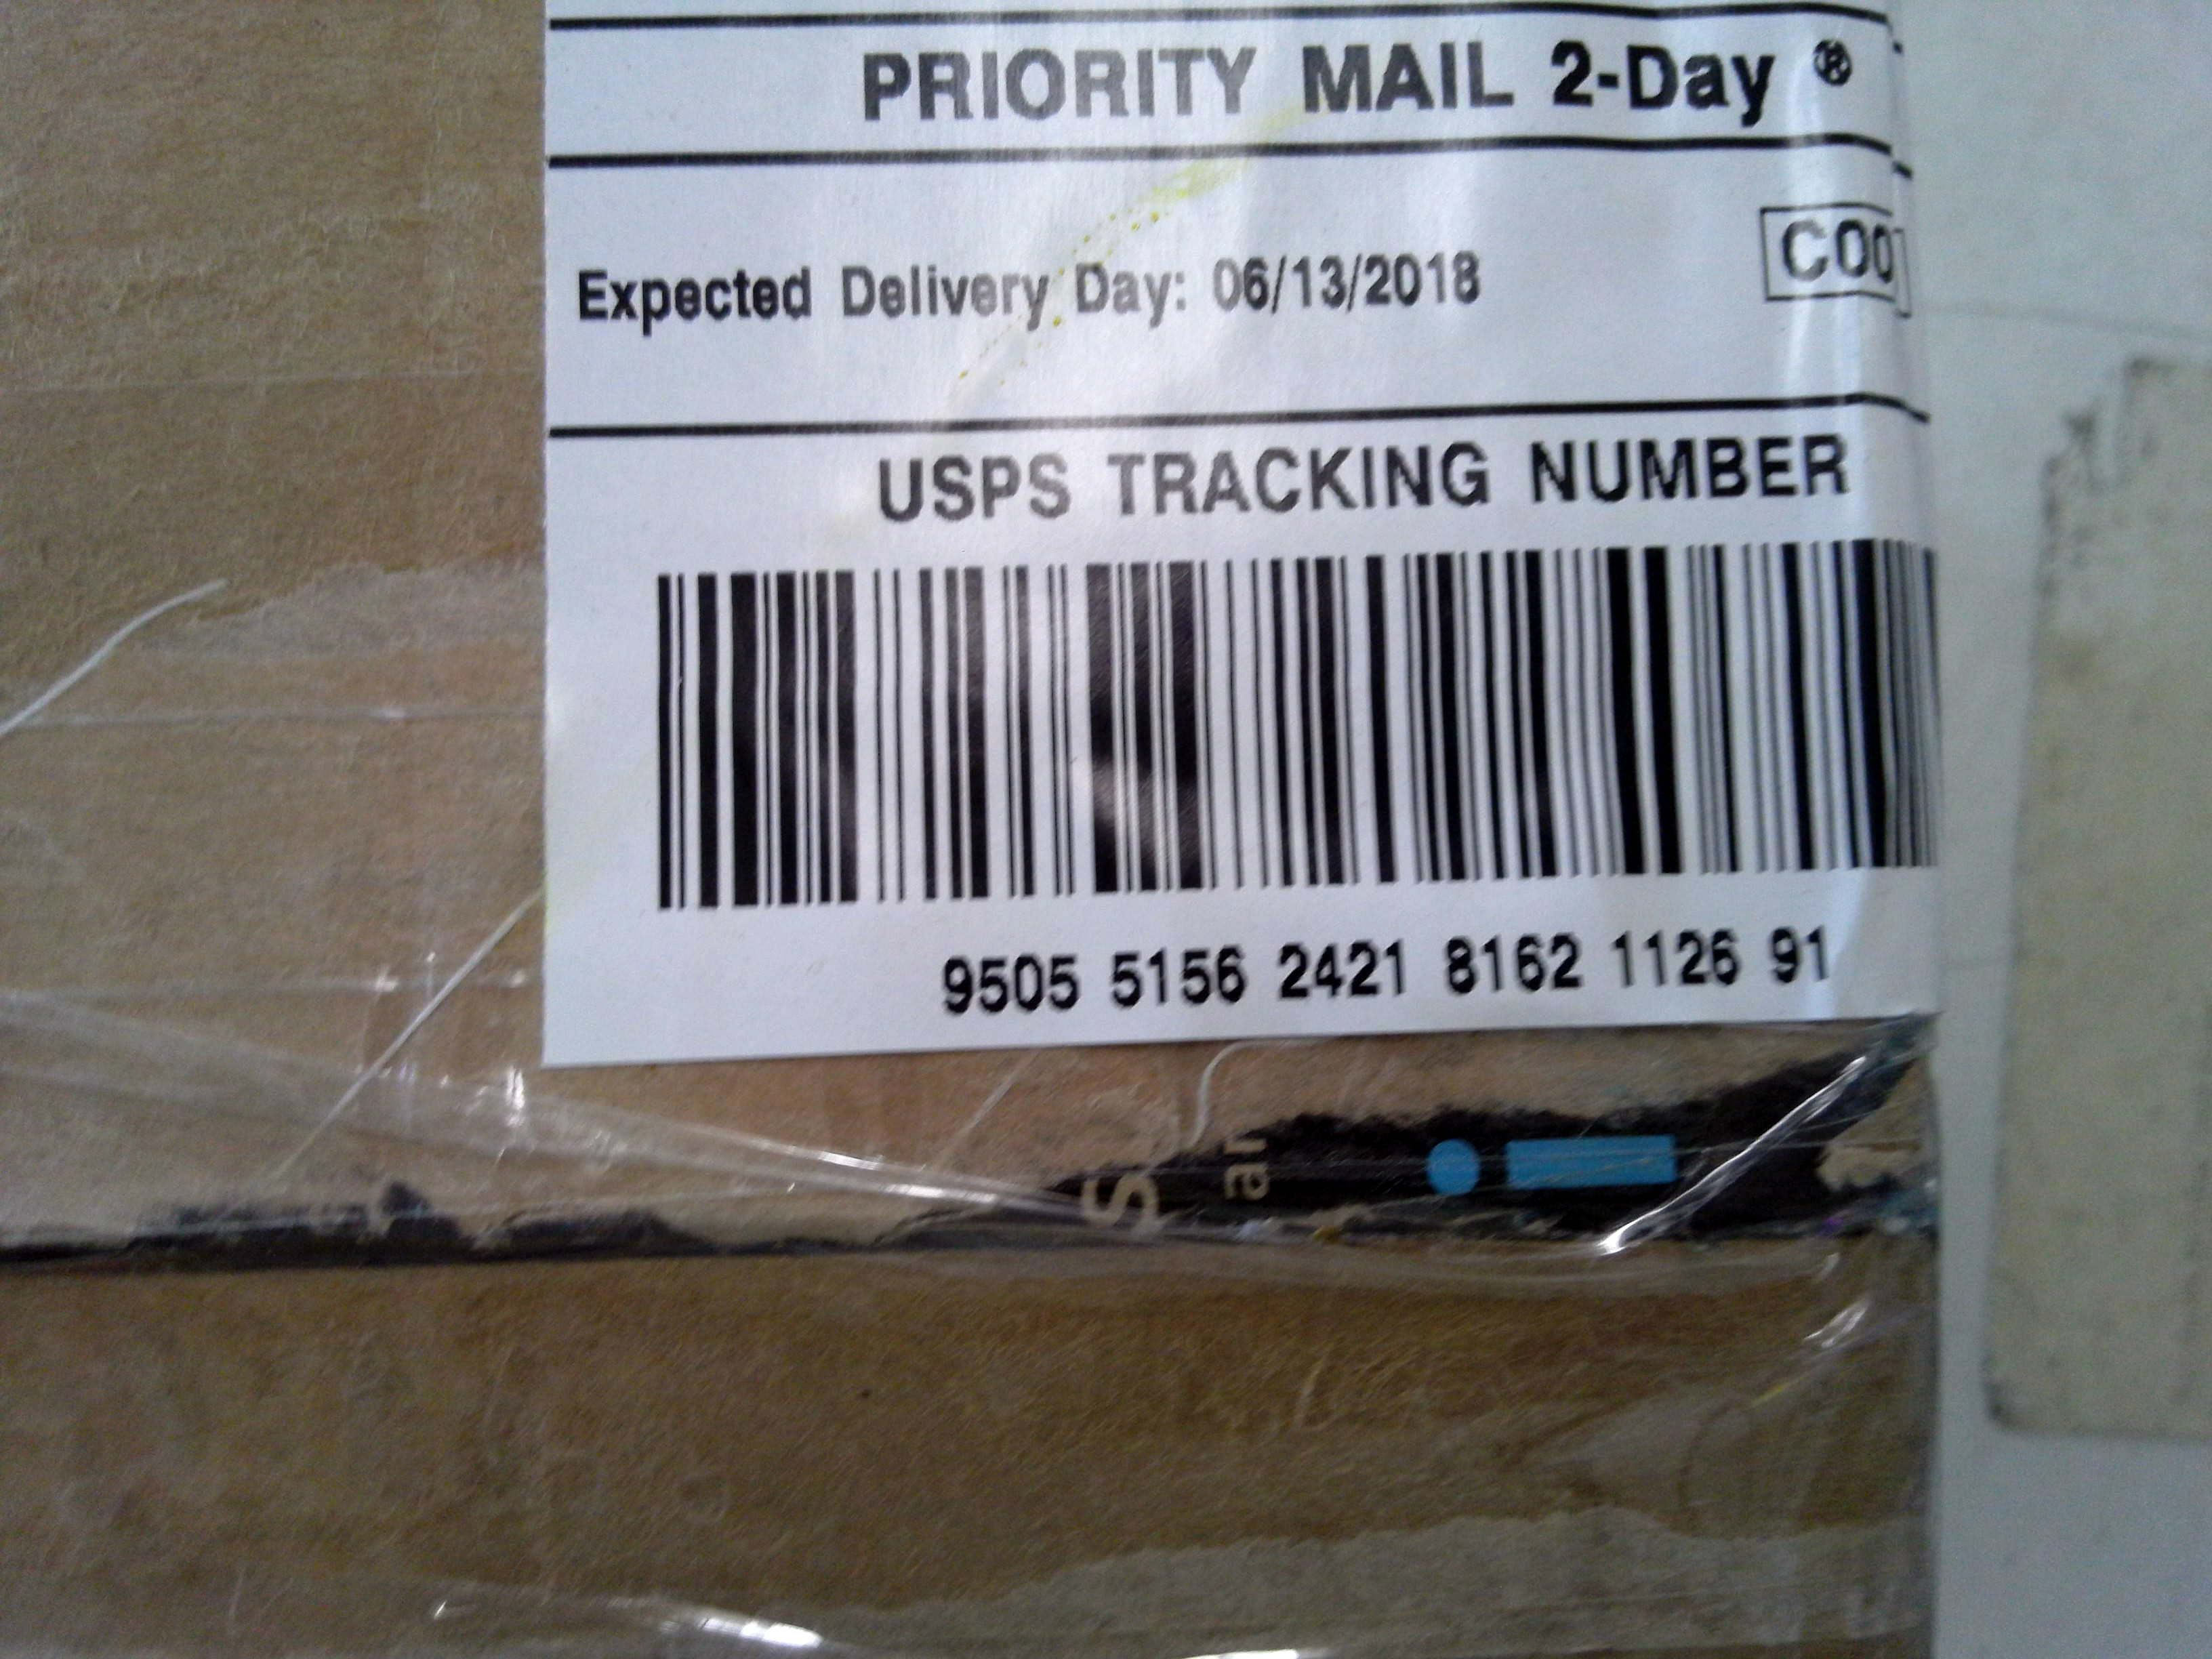 PRIORITY MAIL 2-Day ®
Expected Delivery Day: 06/13/2018
USPS TRACKING NUMBER
9505 5156 2421 8162 1126 91